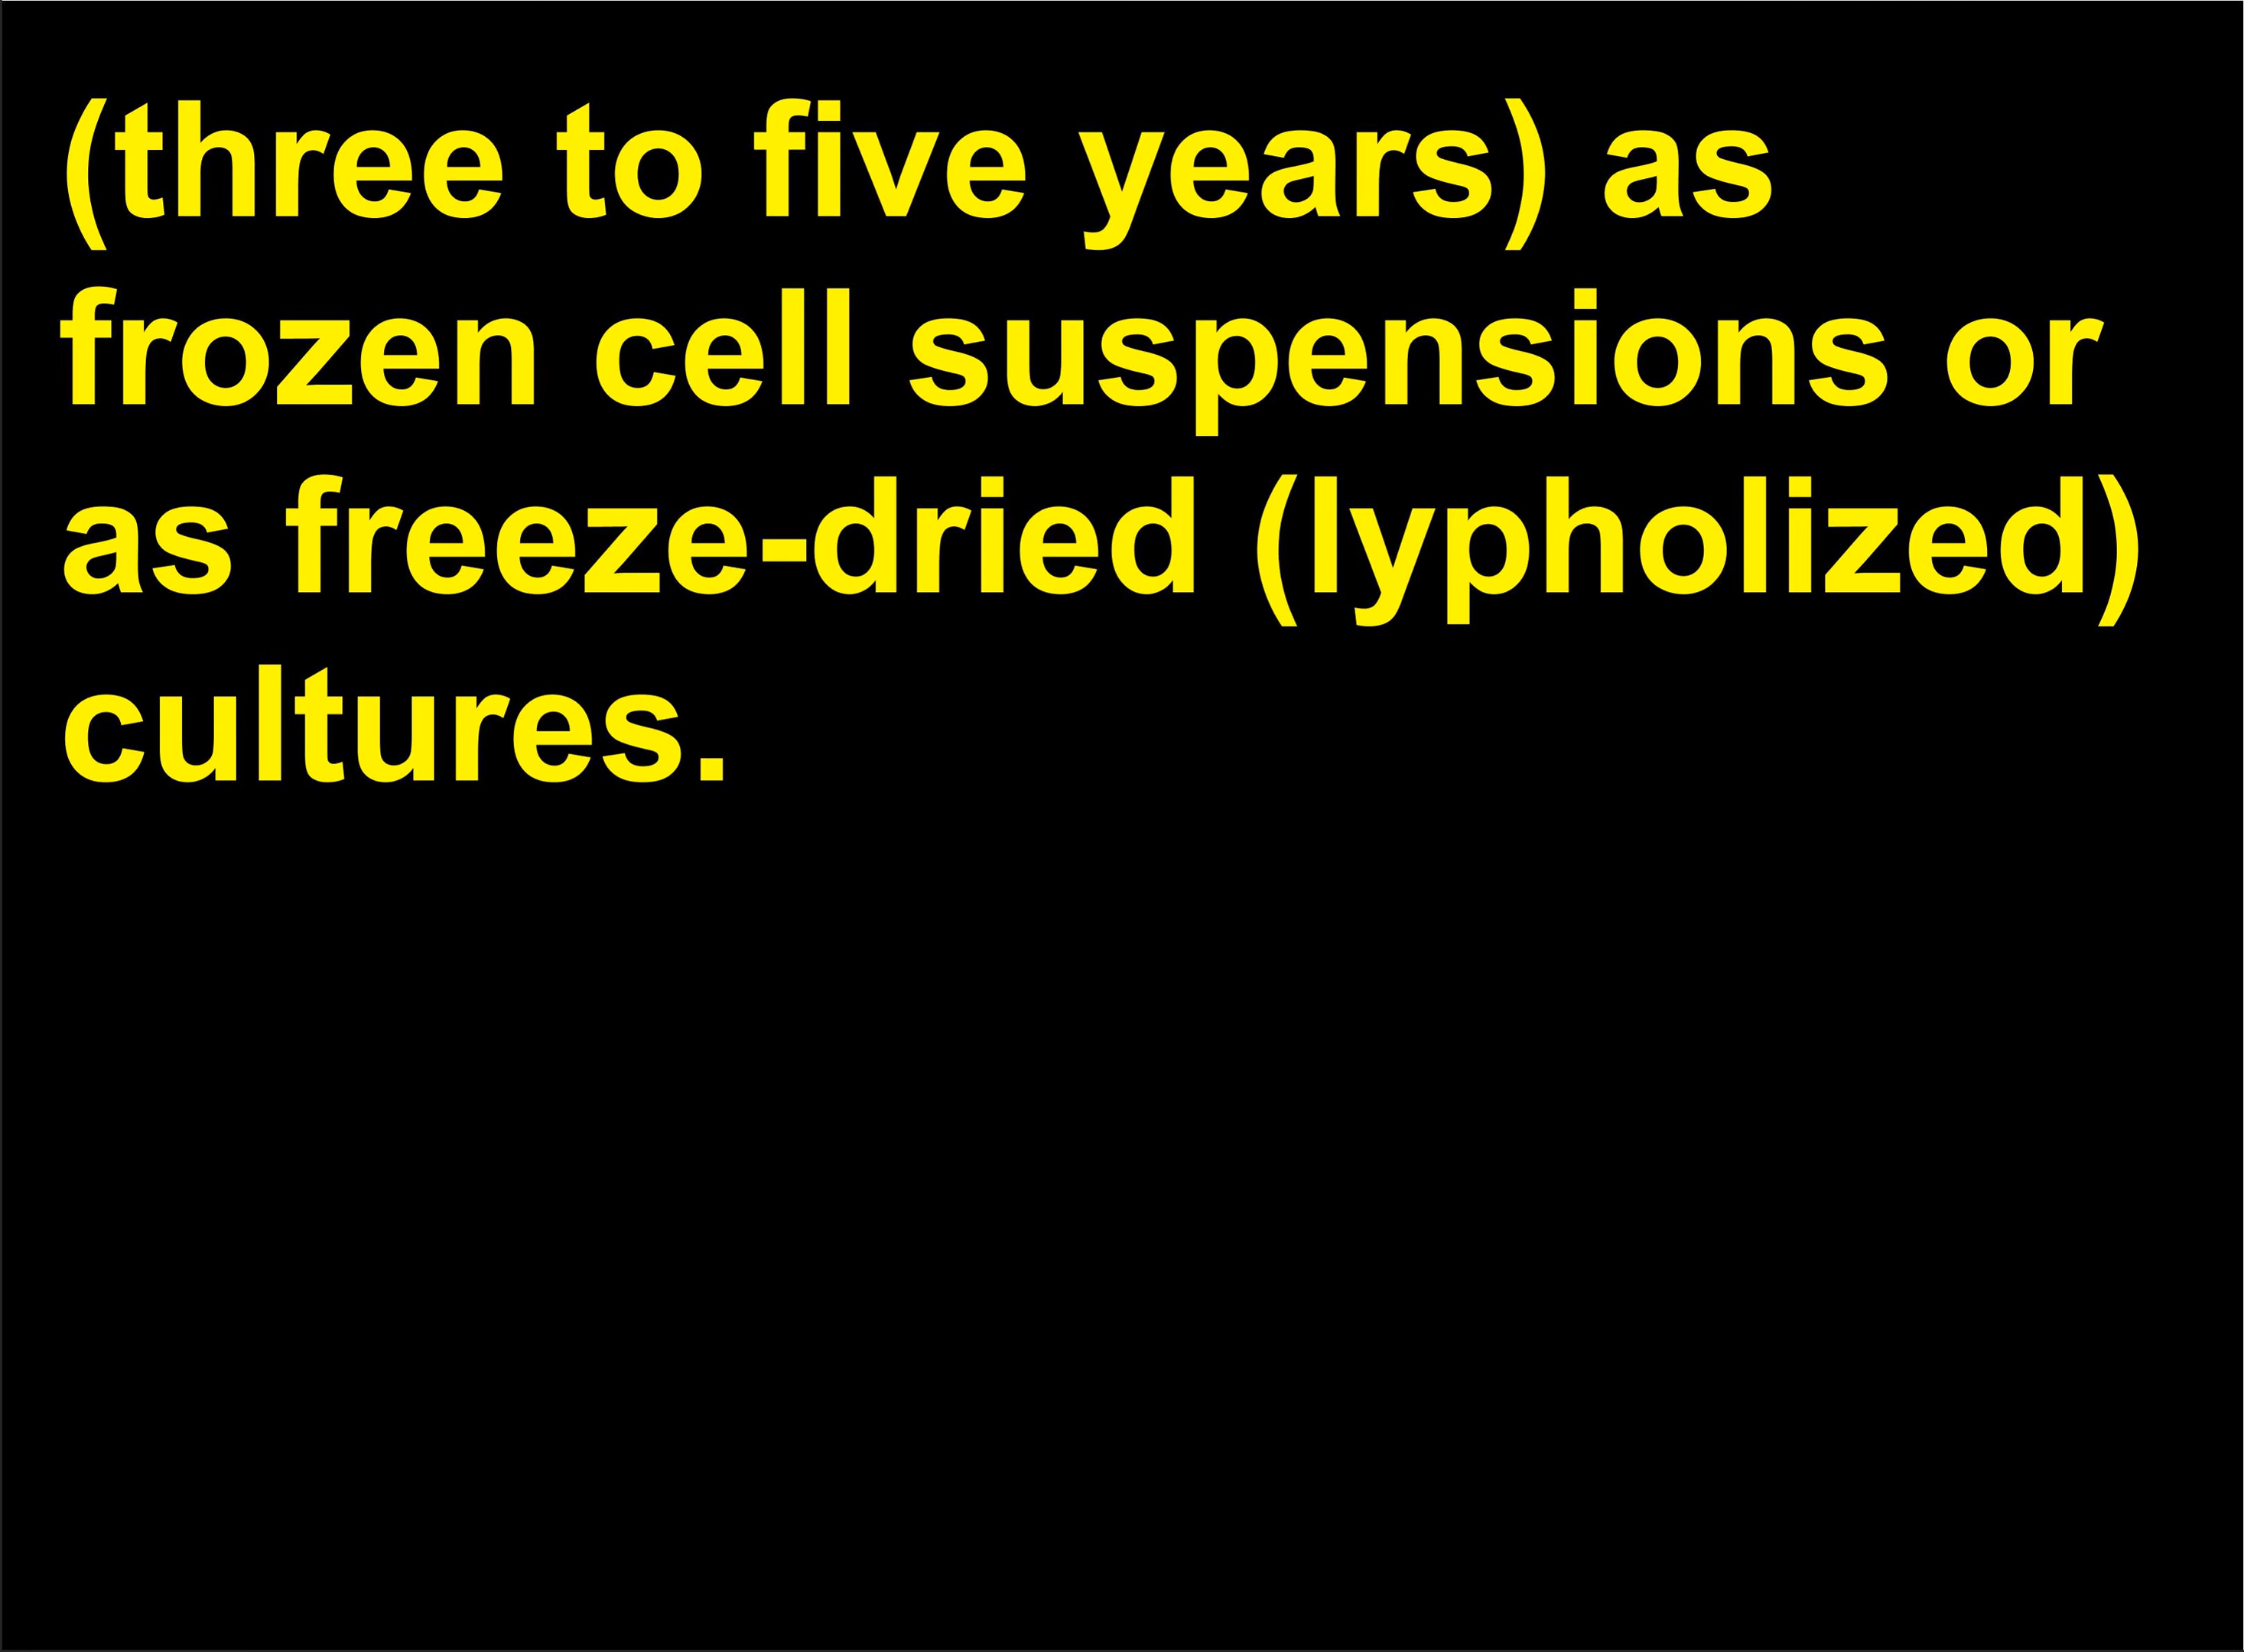 (three to five years) as
frozen cell suspensions or
as freeze-dried (lypholized)
cultures.